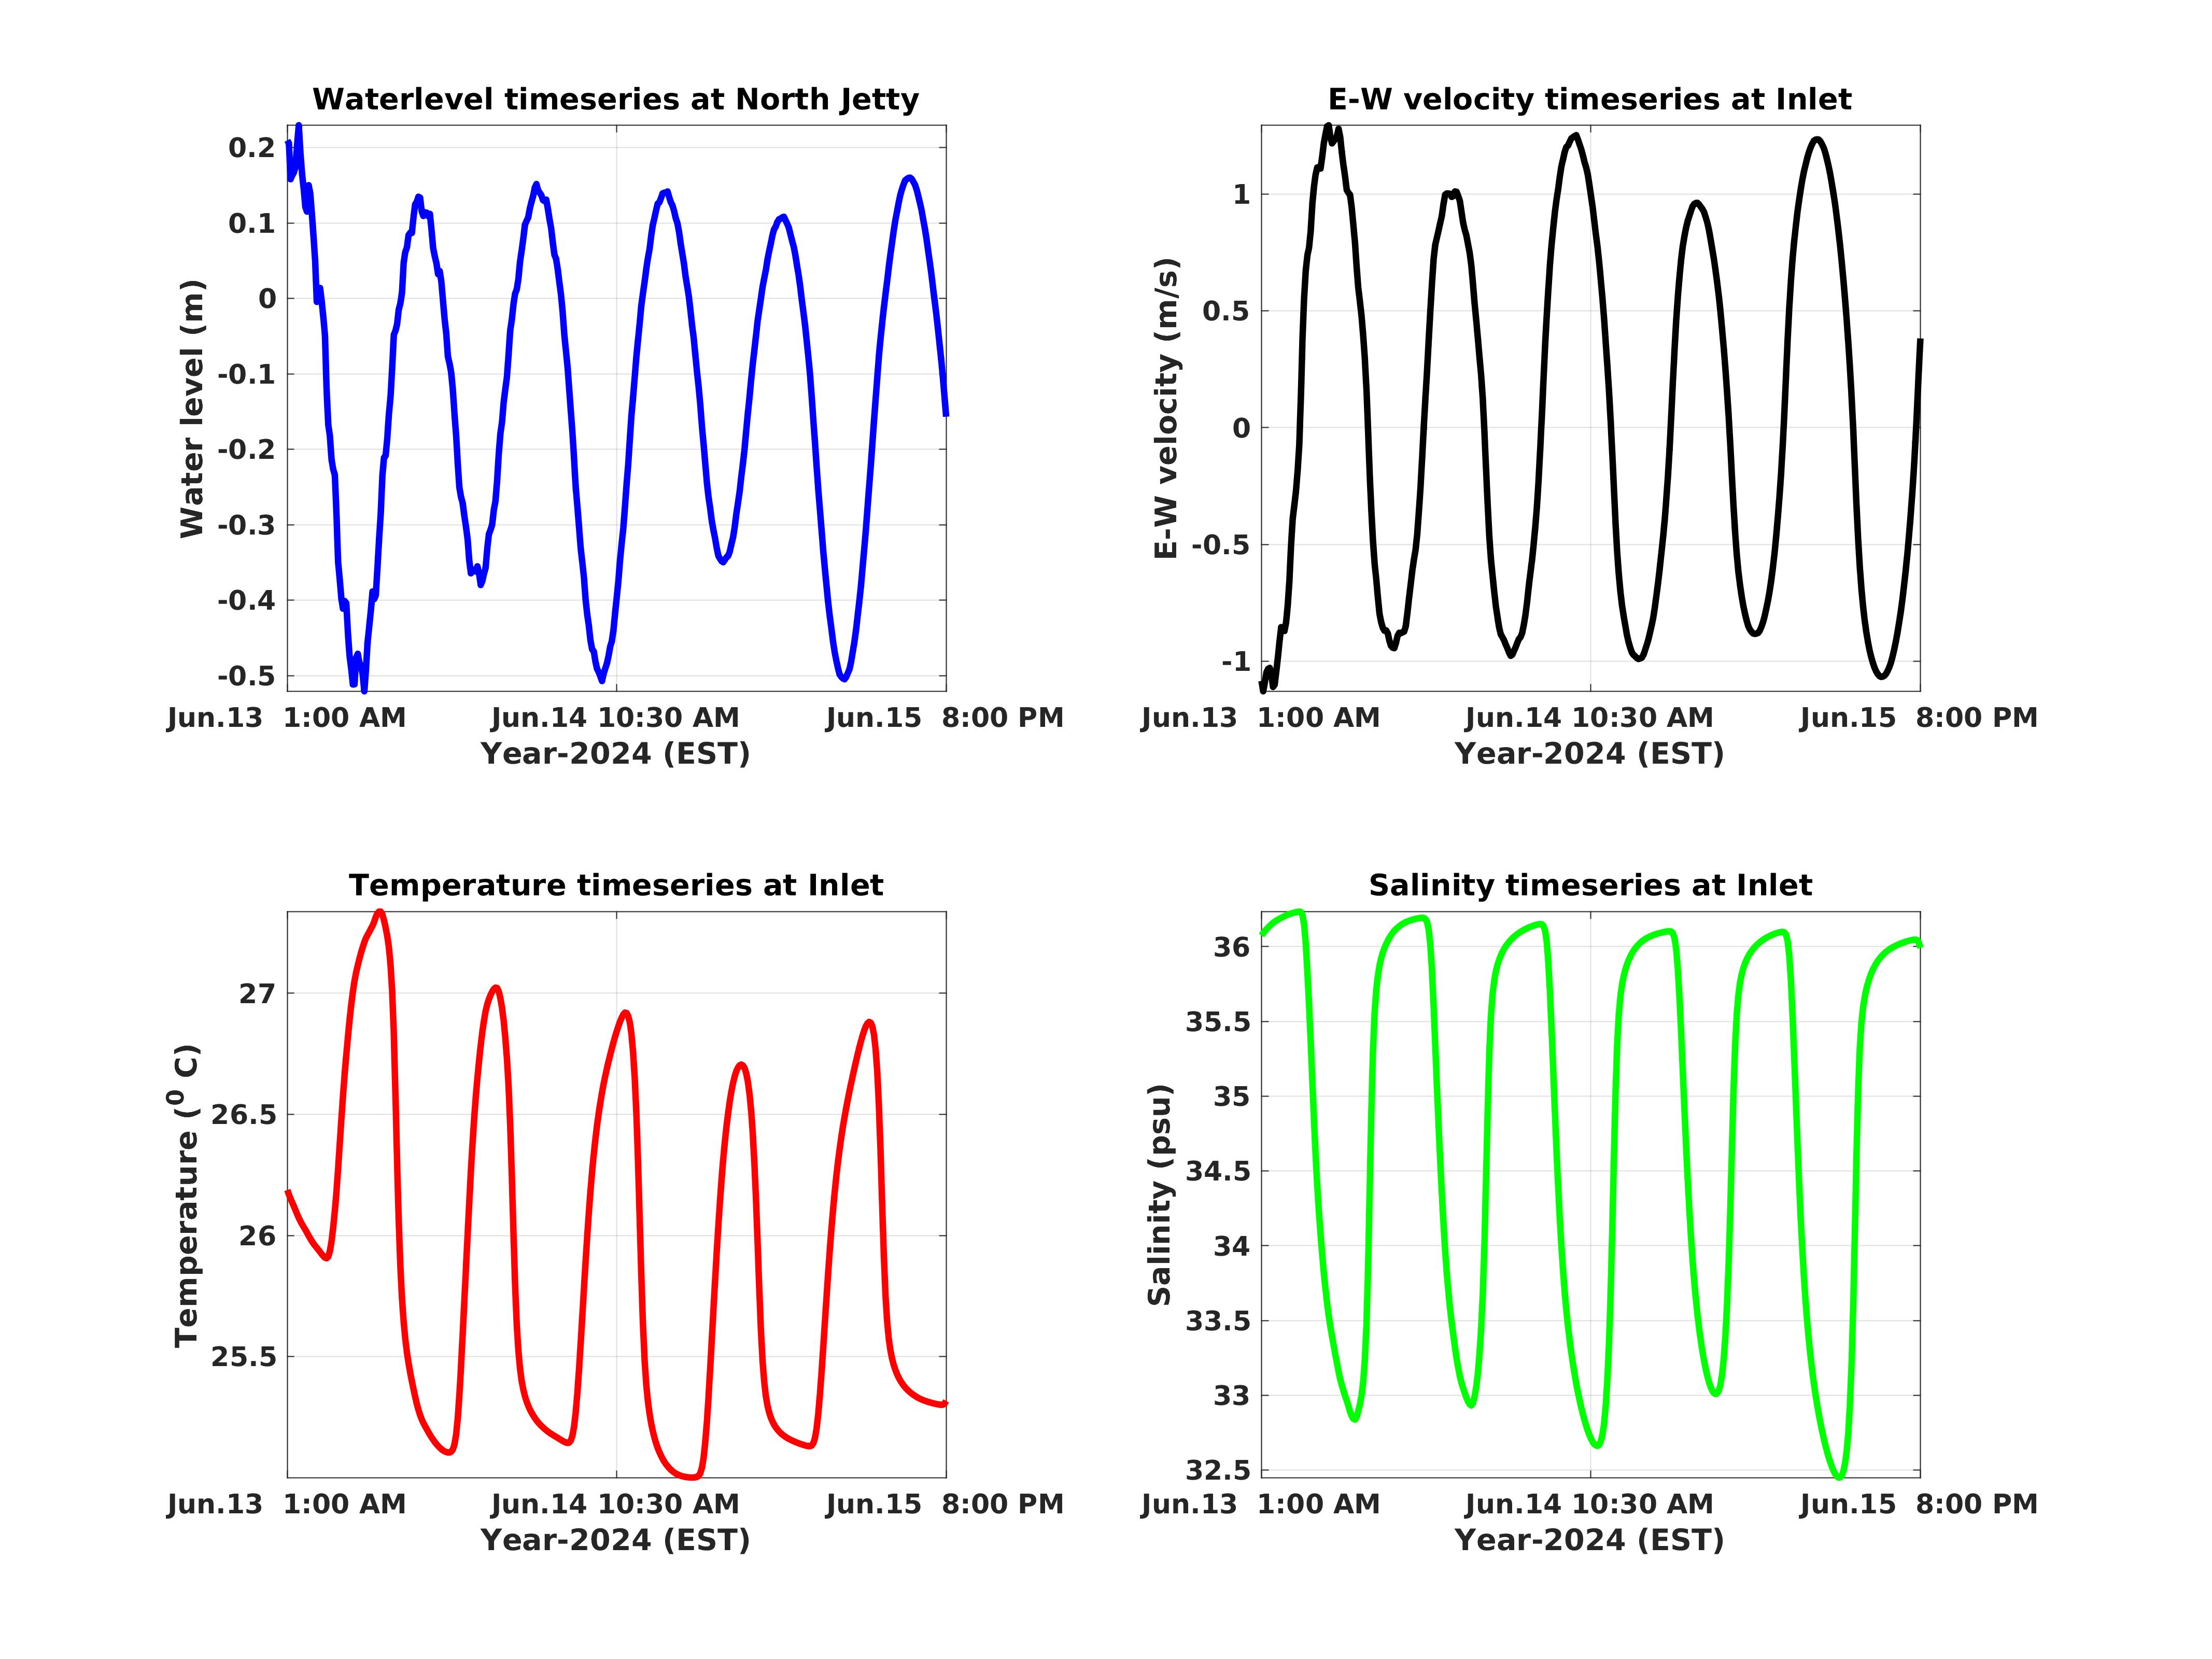 Waterlevel timeseries at North Jetty
Water level (m)
0.2
0.1
0
-0.1
-0.2
-0.3
-0.4
-0.5
Jun.13 1:00 AM Jun.14 10:30 AM Jun.15 8:00 PM
Year-2024 (EST)
E-W velocity timeseries at Inlet
E-W velocity (m/s)
1
0.5
0
-0.5
-1
Jun.13 1:00 AM Jun.14 10:30 AM Jun.15 8:00 PM
Year-2024 (EST)
Temperature timeseries at Inlet
Temperature (⁰ C)
27
26.5
26
25.5
Jun.13 1:00 AM Jun.14 10:30 AM Jun.15 8:00 PM
Year-2024 (EST)
Salinity timeseries at Inlet
Salinity (psu)
36
35.5
35
34.5
34
33.5
33
32.5
Jun.13 1:00 AM Jun.14 10:30 AM Jun.15 8:00 PM
Year-2024 (EST)